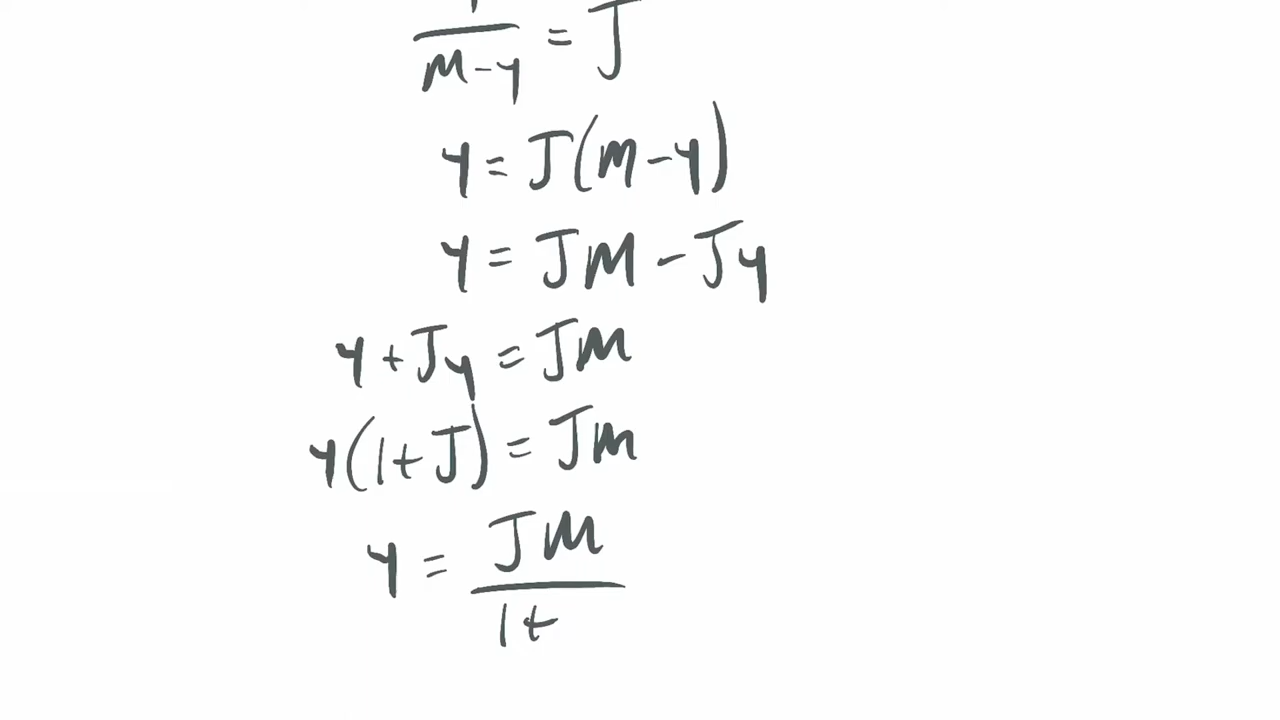 M-y = J
y = J(M-y)
y = JM - Jy
y + Jy = JM
y(1+J) = JM
y = JM
1+